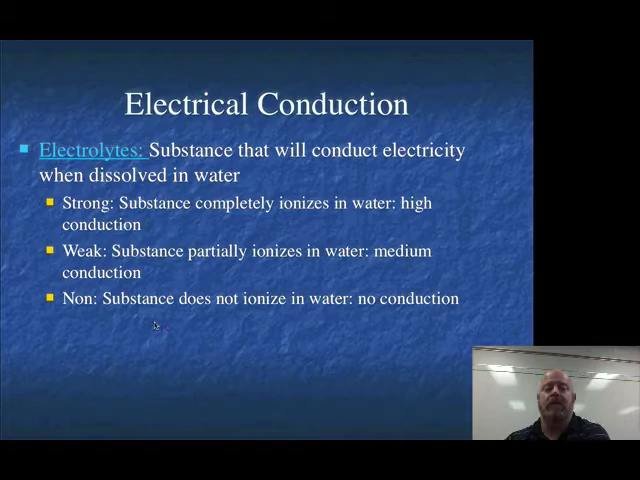 Electrical Conduction
Electrolytes: Substance that will conduct electricity
when dissolved in water
Strong: Substance completely ionizes in water: high
conduction
Weak: Substance partially ionizes in water: medium
conduction
Non: Substance does not ionize in water: no conduction